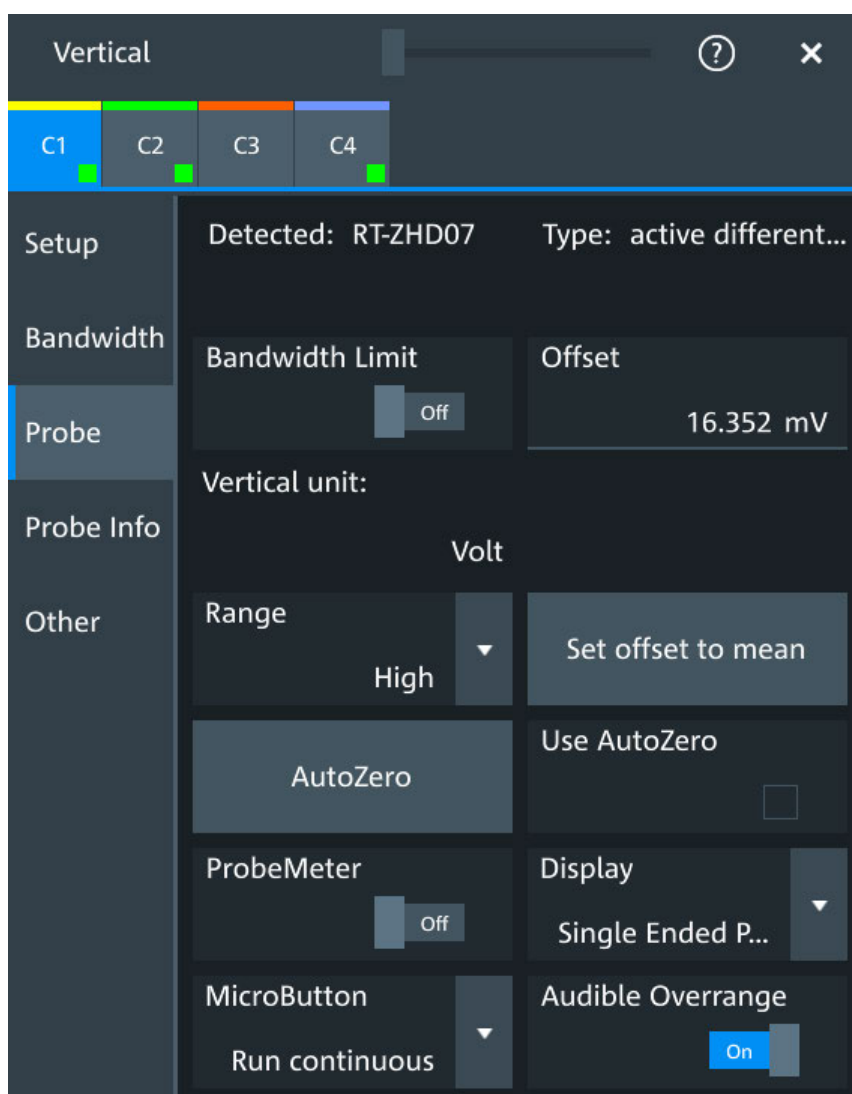 Vertical
?
C1 C2 C3 C4
Setup
Bandwidth
Probe
Probe Info
Other
Detected: RT-ZHD07 Type: active different...
Bandwidth Limit
Off
Offset
16.352 mV
Vertical unit:
Volt
Range
High
Set offset to mean
AutoZero
Use AutoZero
ProbeMeter
Off
Display
Single Ended P...
MicroButton
Run continuous
Audible Overrange
On